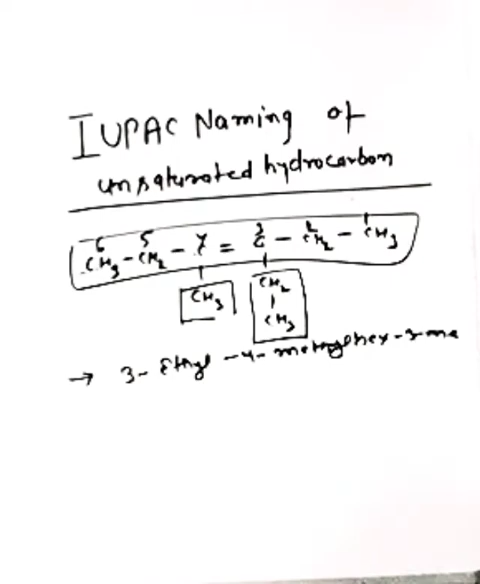 IUPAC Naming of
unsaturated hydrocarbon
6 5 3 2 1
CH3 - CH2 - C = C - CH2 - CH3
CH3 CH2
CH3
→ 3-Ethyl-4-methylhex-3-ene